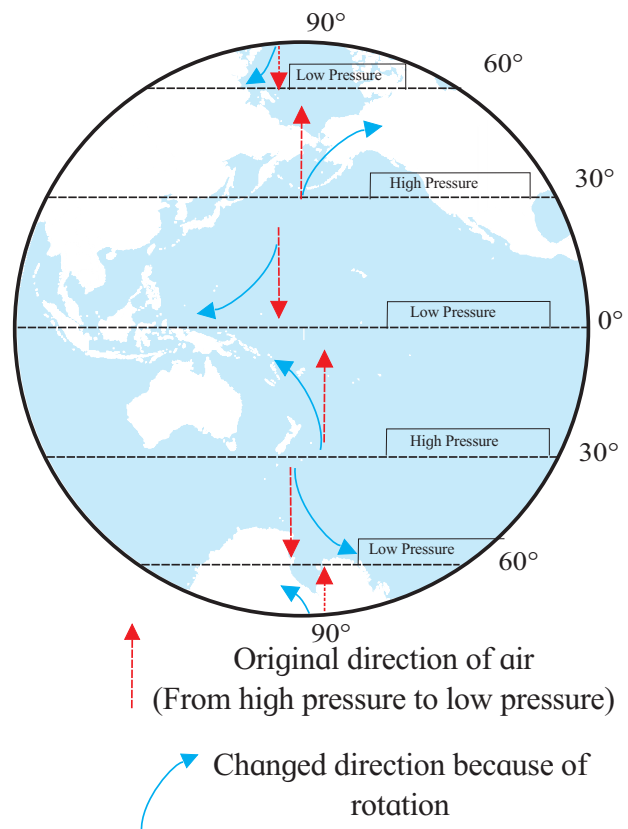 90°
60°
Low Pressure
30°
High Pressure
Low Pressure
0°
High Pressure
30°
Low Pressure
60°
90°
Original direction of air
(From high pressure to low pressure)
Changed direction because of
rotation